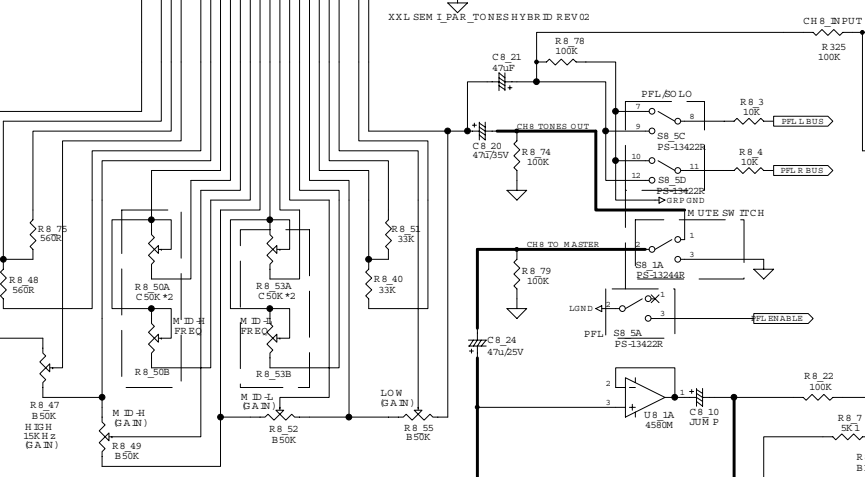 XXL SEMI_PAR_TONES HYBRID REV02
CH8_INPUT
R325
100K
R8_78
100K
C8_21
47uF
+
PFL/SOLO
7
8
9
S8_5C
PS-13422R
R8_3
10K
PFL L BUS
+
CH8 TONES OUT
C8_20
47u/35V
R8_74
100K
10
11
12
S8_5D
PS-13422R
R8_4
10K
PFL R BUS
GRPGND
MUTE SWITCH
CH8 TO MASTER
2
1
3
S8_1A
PS-13244R
R8_79
100K
LGND
2
1
3
PFL
S8_5A
PS-13422R
PFL ENABLE
R8_75
560R
R8_48
560R
R8_50A
C50K*2
MID-H
FREQ
R8_50B
R8_53A
C50K*2
MID-L
FREQ
R8_53B
R8_51
33K
R8_40
33K
C8_24
47u/25V
+
R8_47
B50K
HIGH
15KHz
(GAIN)
MID-H
(GAIN)
R8_49
B50K
MID-L
(GAIN)
R8_52
B50K
LOW
(GAIN)
R8_55
B50K
2
3
-
+
1
U8_1A
4580M
+
C8_10
JUMP
R8_22
100K
R8_7
5K1
R